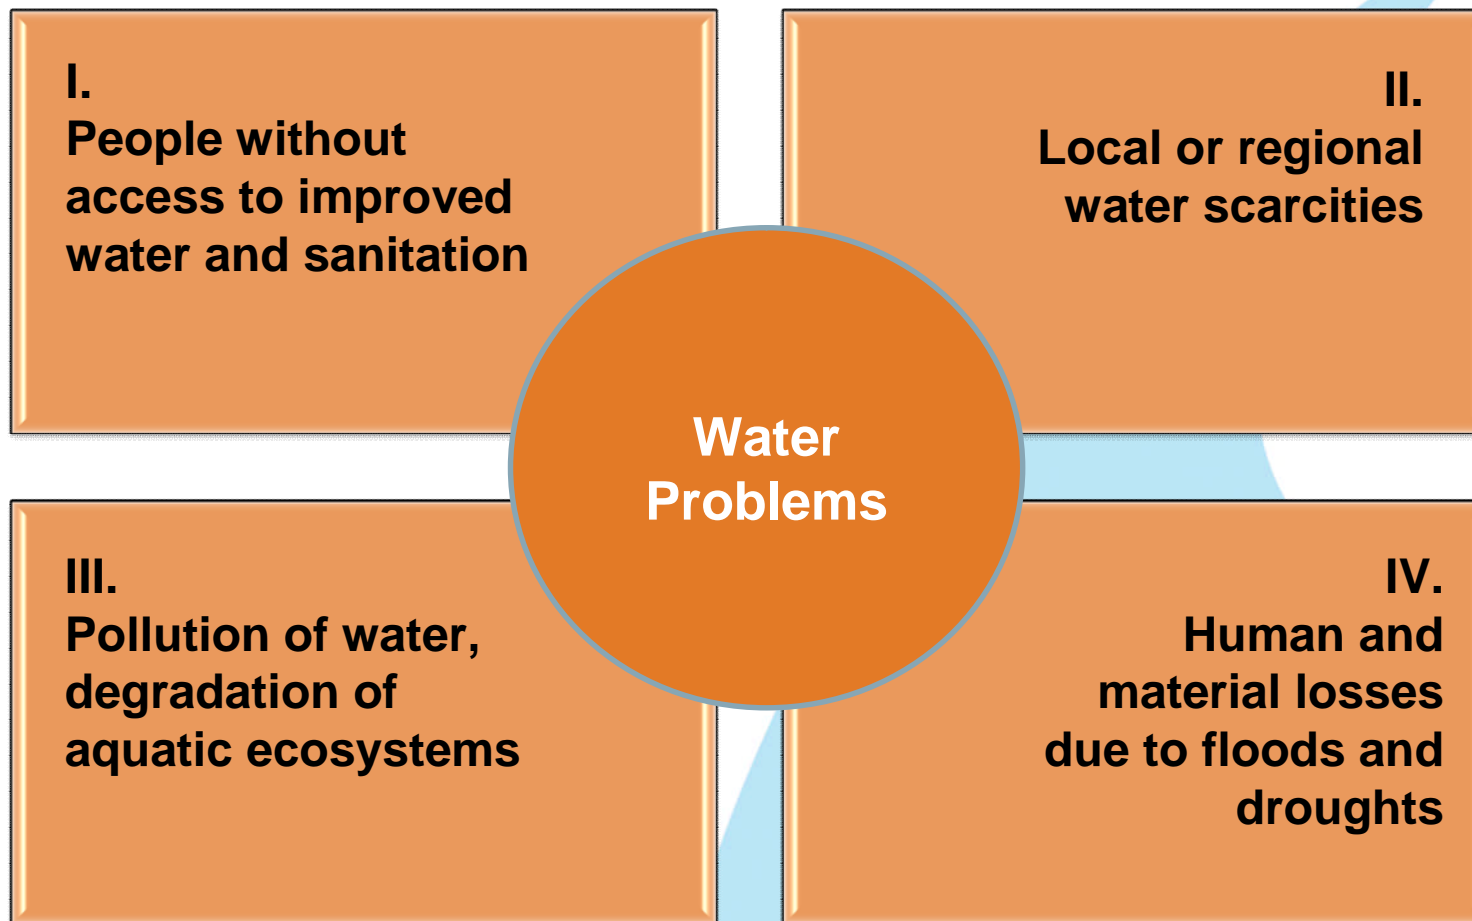 I.
People without
access to improved
water and sanitation
II.
Local or regional
water scarcities
Water
Problems
III.
Pollution of water,
degradation of
aquatic ecosystems
IV.
Human and
material losses
due to floods and
droughts